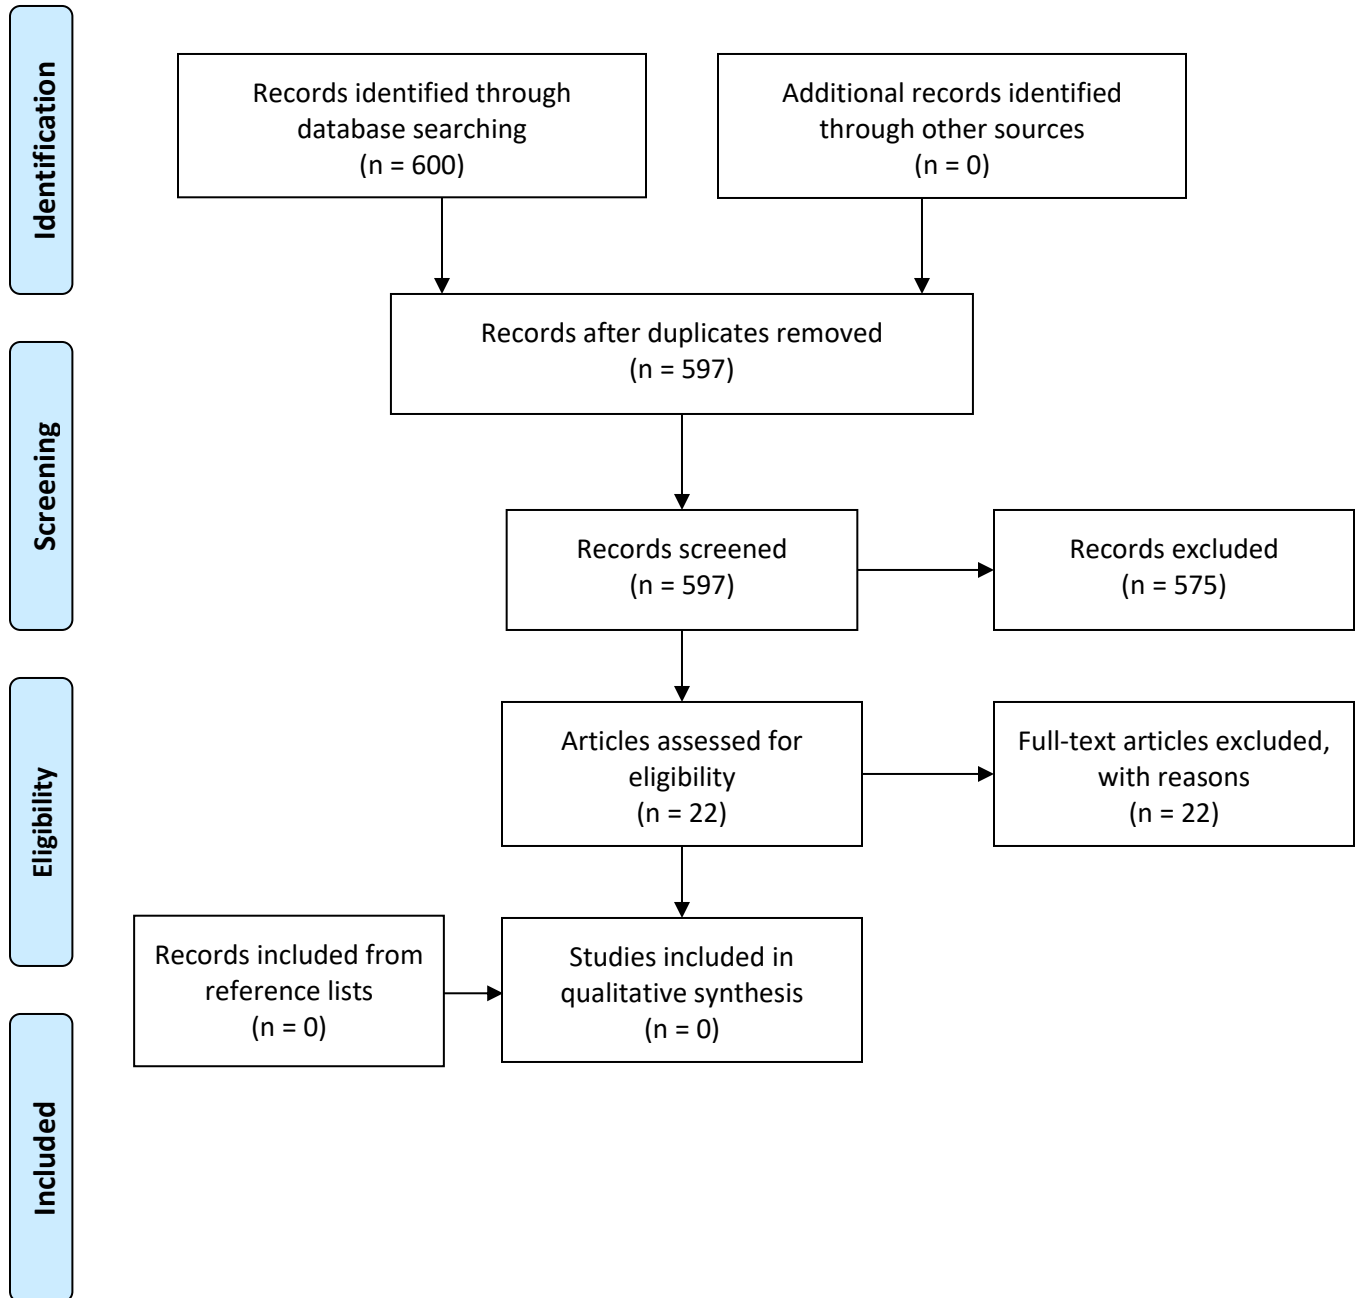 Identification
Records identified through
database searching
(n = 600)
Additional records identified
through other sources
(n = 0)
Records after duplicates removed
(n = 597)
Screening
Records screened
(n = 597)
Records excluded
(n = 575)
Eligibility
Articles assessed for
eligibility
(n = 22)
Full-text articles excluded,
with reasons
(n = 22)
Records included from
reference lists
(n = 0)
Studies included in
qualitative synthesis
(n = 0)
Included